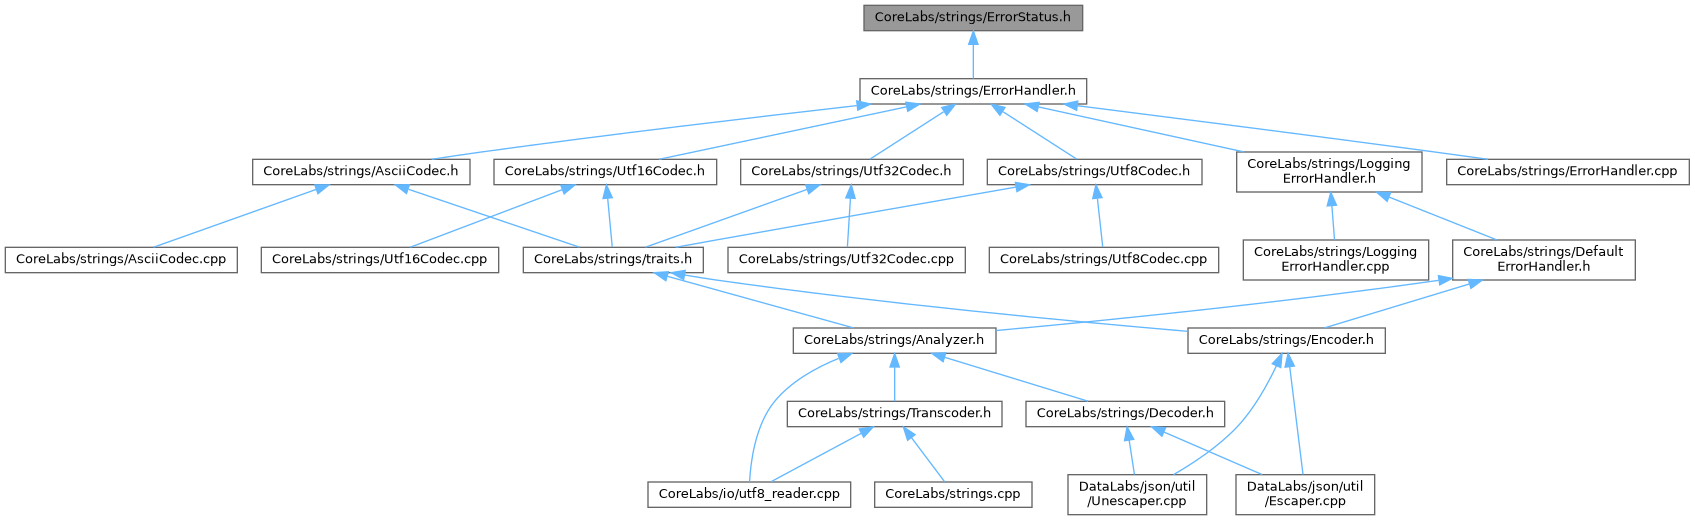 CoreLabs/strings/ErrorStatus.h
CoreLabs/strings/ErrorHandler.h
CoreLabs/strings/AsciiCodec.h
CoreLabs/strings/Utf16Codec.h
CoreLabs/strings/Utf32Codec.h
CoreLabs/strings/Utf8Codec.h
CoreLabs/strings/Logging
ErrorHandler.h
CoreLabs/strings/ErrorHandler.cpp
CoreLabs/strings/AsciiCodec.cpp
CoreLabs/strings/Utf16Codec.cpp
CoreLabs/strings/traits.h
CoreLabs/strings/Utf32Codec.cpp
CoreLabs/strings/Utf8Codec.cpp
CoreLabs/strings/Logging
ErrorHandler.cpp
CoreLabs/strings/Default
ErrorHandler.h
CoreLabs/strings/Analyzer.h
CoreLabs/strings/Encoder.h
CoreLabs/strings/Transcoder.h
CoreLabs/strings/Decoder.h
CoreLabs/io/utf8_reader.cpp
CoreLabs/strings.cpp
DataLabs/json/util
/Unescaper.cpp
DataLabs/json/util
/Escaper.cpp